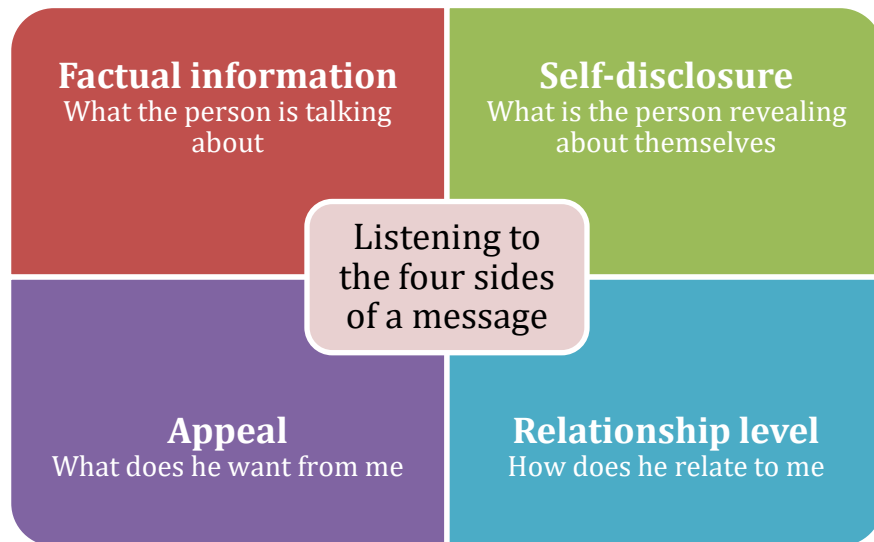 Factual information
What the person is talking
about
Self-disclosure
What is the person revealing
about themselves
Listening to
the four sides
of a message
Appeal
What does he want from me
Relationship level
How does he relate to me